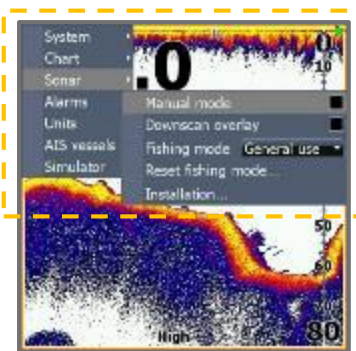 System
Chart
Sonar
Alarms
Units
AIS vessels
Simulator
.0
0
10
Manual mode
Downscan overlay
Fishing mode General use
Reset fishing mode...
Installation...
50
60
High
80